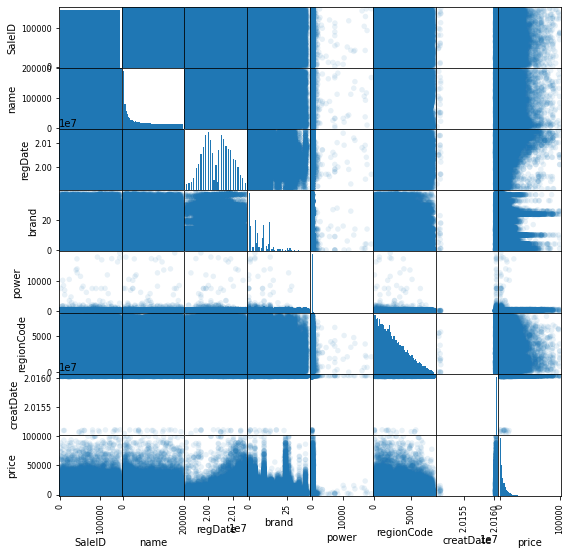 SaleID
100000
0
name
200000
100000
0
1e7
regDate
2.01
2.00
brand
20
0
power
10000
0
regionCode
5000
0
1e7
creatDate
2.0160
2.0155
price
100000
50000
0
0 100000 0 200000 2.00 2.01 0 25 0 10000 0 5000 2.0155 2.0160 0 100000
1e7 1e7
SaleID name regDate brand power regionCode creatDate price